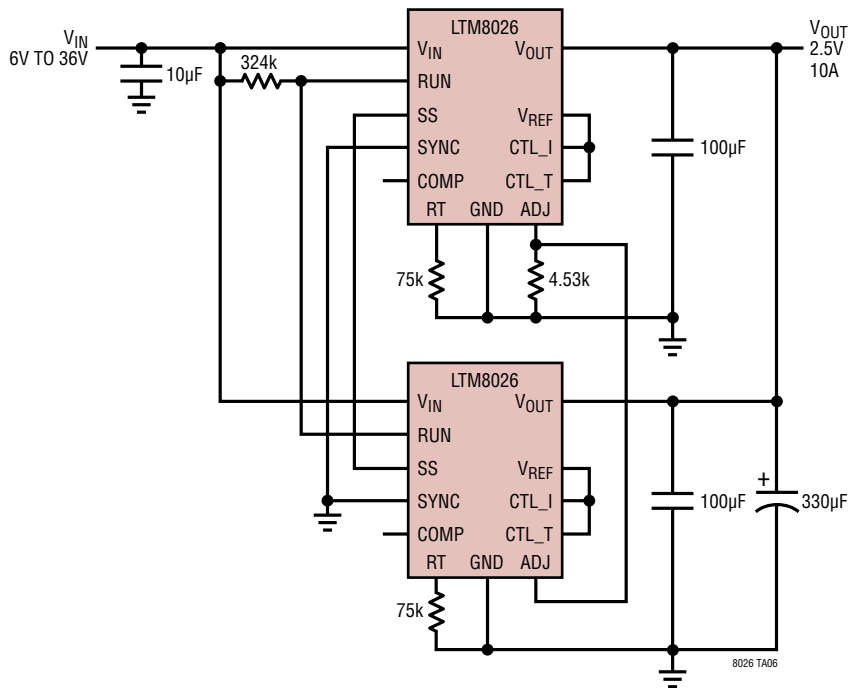 VIN
6V TO 36V
10µF
324k
LTM8026
VIN
RUN
SS
SYNC
COMP
RT
GND
ADJ
VOUT
VREF
CTL_I
CTL_T
VOUT
2.5V
10A
100µF
75k
4.53k
LTM8026
VIN
RUN
SS
SYNC
COMP
RT
GND
ADJ
VOUT
VREF
CTL_I
CTL_T
100µF
+
330µF
75k
8026 TA06